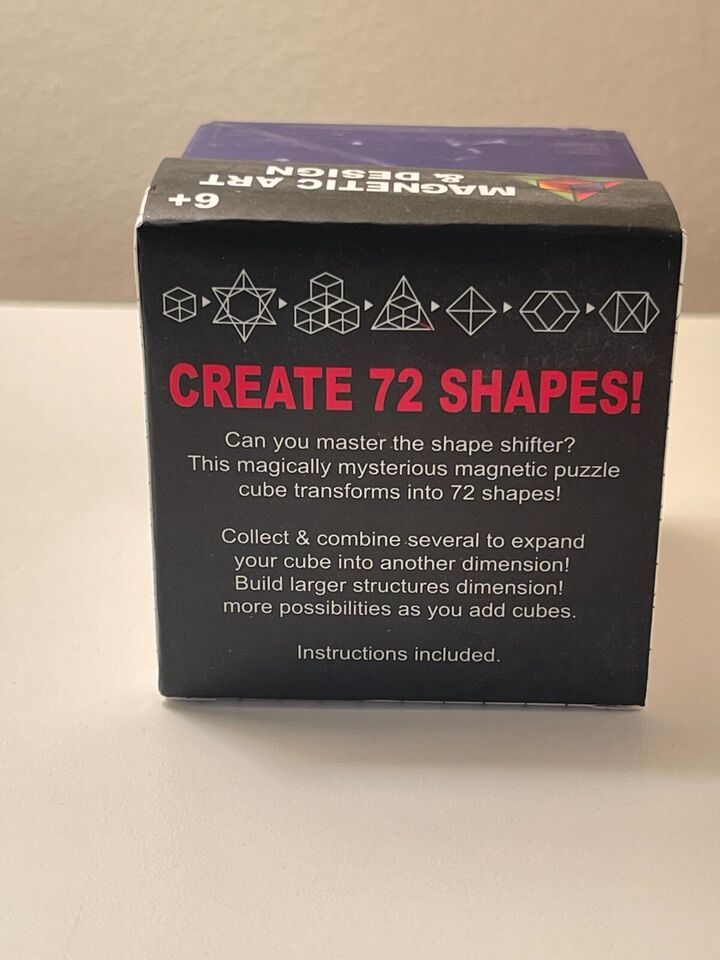 MAGNETIC ART
& DESIGN
6+
CREATE 72 SHAPES!
Can you master the shape shifter?
This magically mysterious magnetic puzzle
cube transforms into 72 shapes!
Collect & combine several to expand
your cube into another dimension!
Build larger structures dimension!
more possibilities as you add cubes.
Instructions included.